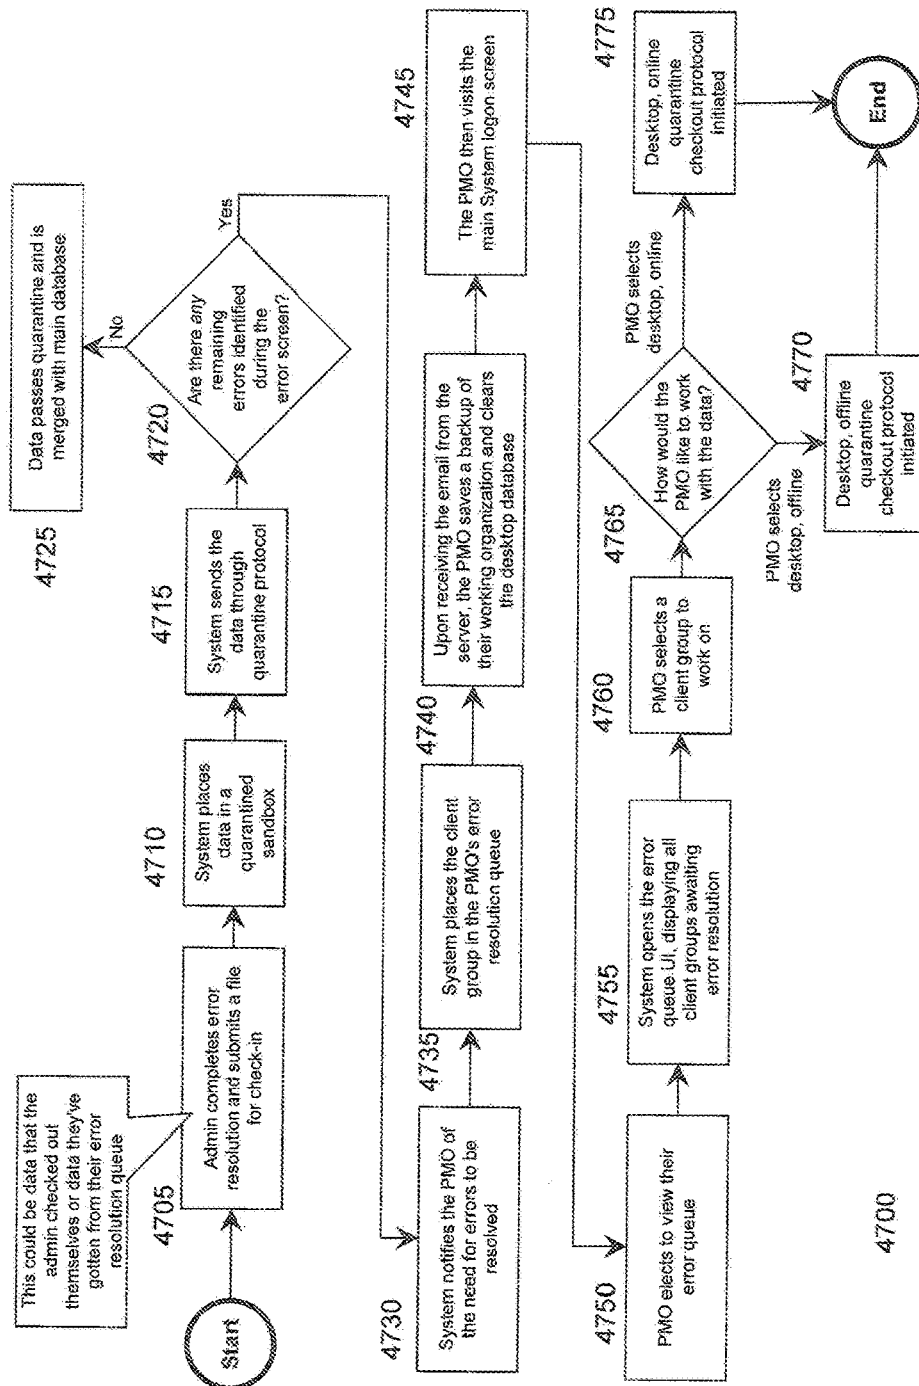 This could be data that the
admin checked out
themselves or data they've
gotten from their error
resolution queue
Start
4705
Admin completes error
resolution and submits a file
for check-in
4710
System places
data in a
quarantined
sandbox
4715
System sends the
data through
quarantine protocol
4720
Are there any
remaining
errors identified
during the
error screen?
No
Yes
4725
Data passes quarantine and is
merged with main database
4730
System notifies the PMO of
the need for errors to be
resolved
4735
System places the client
group in the PMO's error
resolution queue
4740
Upon receiving the email from the
server, the PMO saves a backup of
their working organization and clears
the desktop database
4745
The PMO then visits the
main System logon screen
4750
PMO elects to view their
error queue
4755
System opens the error
queue UI, displaying all
client groups awaiting
error resolution
4760
PMO selects a
client group to
work on
4765
How would the
PMO like to work
with the data?
PMO selects
desktop, offline
PMO selects
desktop, online
4770
Desktop, offline
quarantine
checkout protocol
initiated
4775
Desktop, online
quarantine
checkout protocol
initiated
End
4700